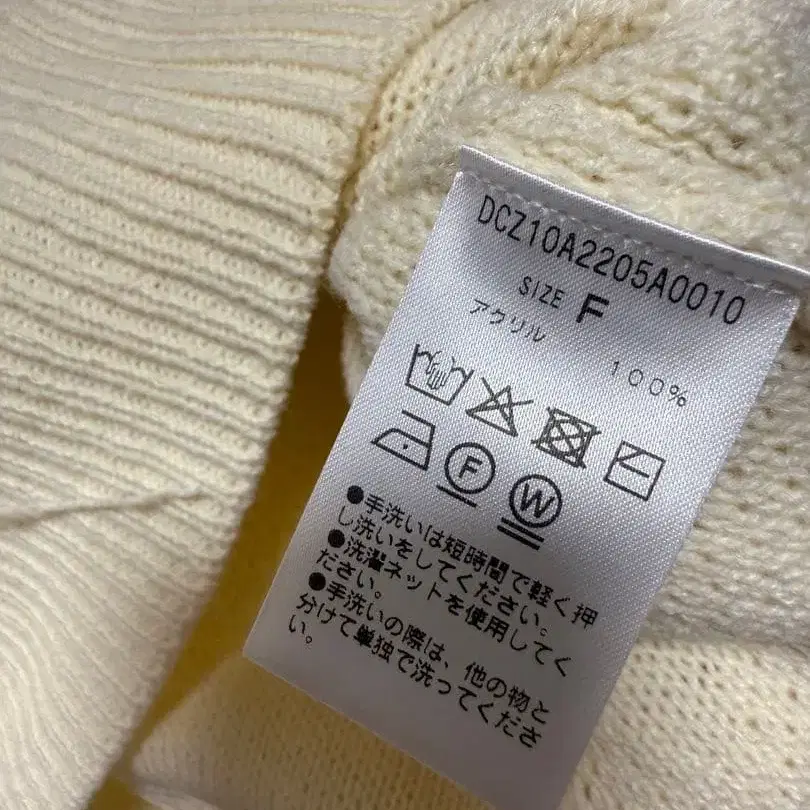 DCZ10A2205A0010
SIZE F
アクリル 100%
F W
●手洗いは短時間で軽く押
し洗いをしてください。
●洗濯ネットを使用してく
ださい。
●手洗いの際は、他の物と
分けて単独で洗ってくださ
い。